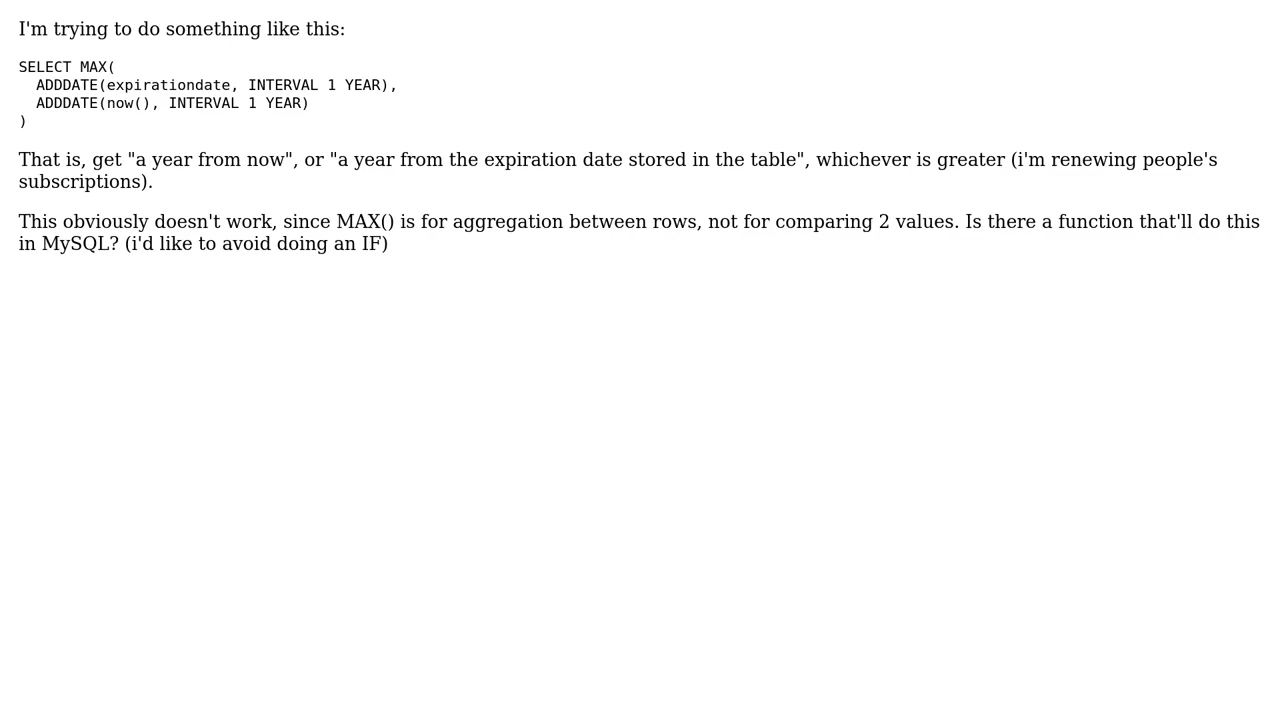 I'm trying to do something like this:
SELECT MAX(
  ADDDATE(expirationdate, INTERVAL 1 YEAR),
  ADDDATE(now(), INTERVAL 1 YEAR)
)
That is, get "a year from now", or "a year from the expiration date stored in the table", whichever is greater (i'm renewing people's
subscriptions).
This obviously doesn't work, since MAX() is for aggregation between rows, not for comparing 2 values. Is there a function that'll do this
in MySQL? (i'd like to avoid doing an IF)